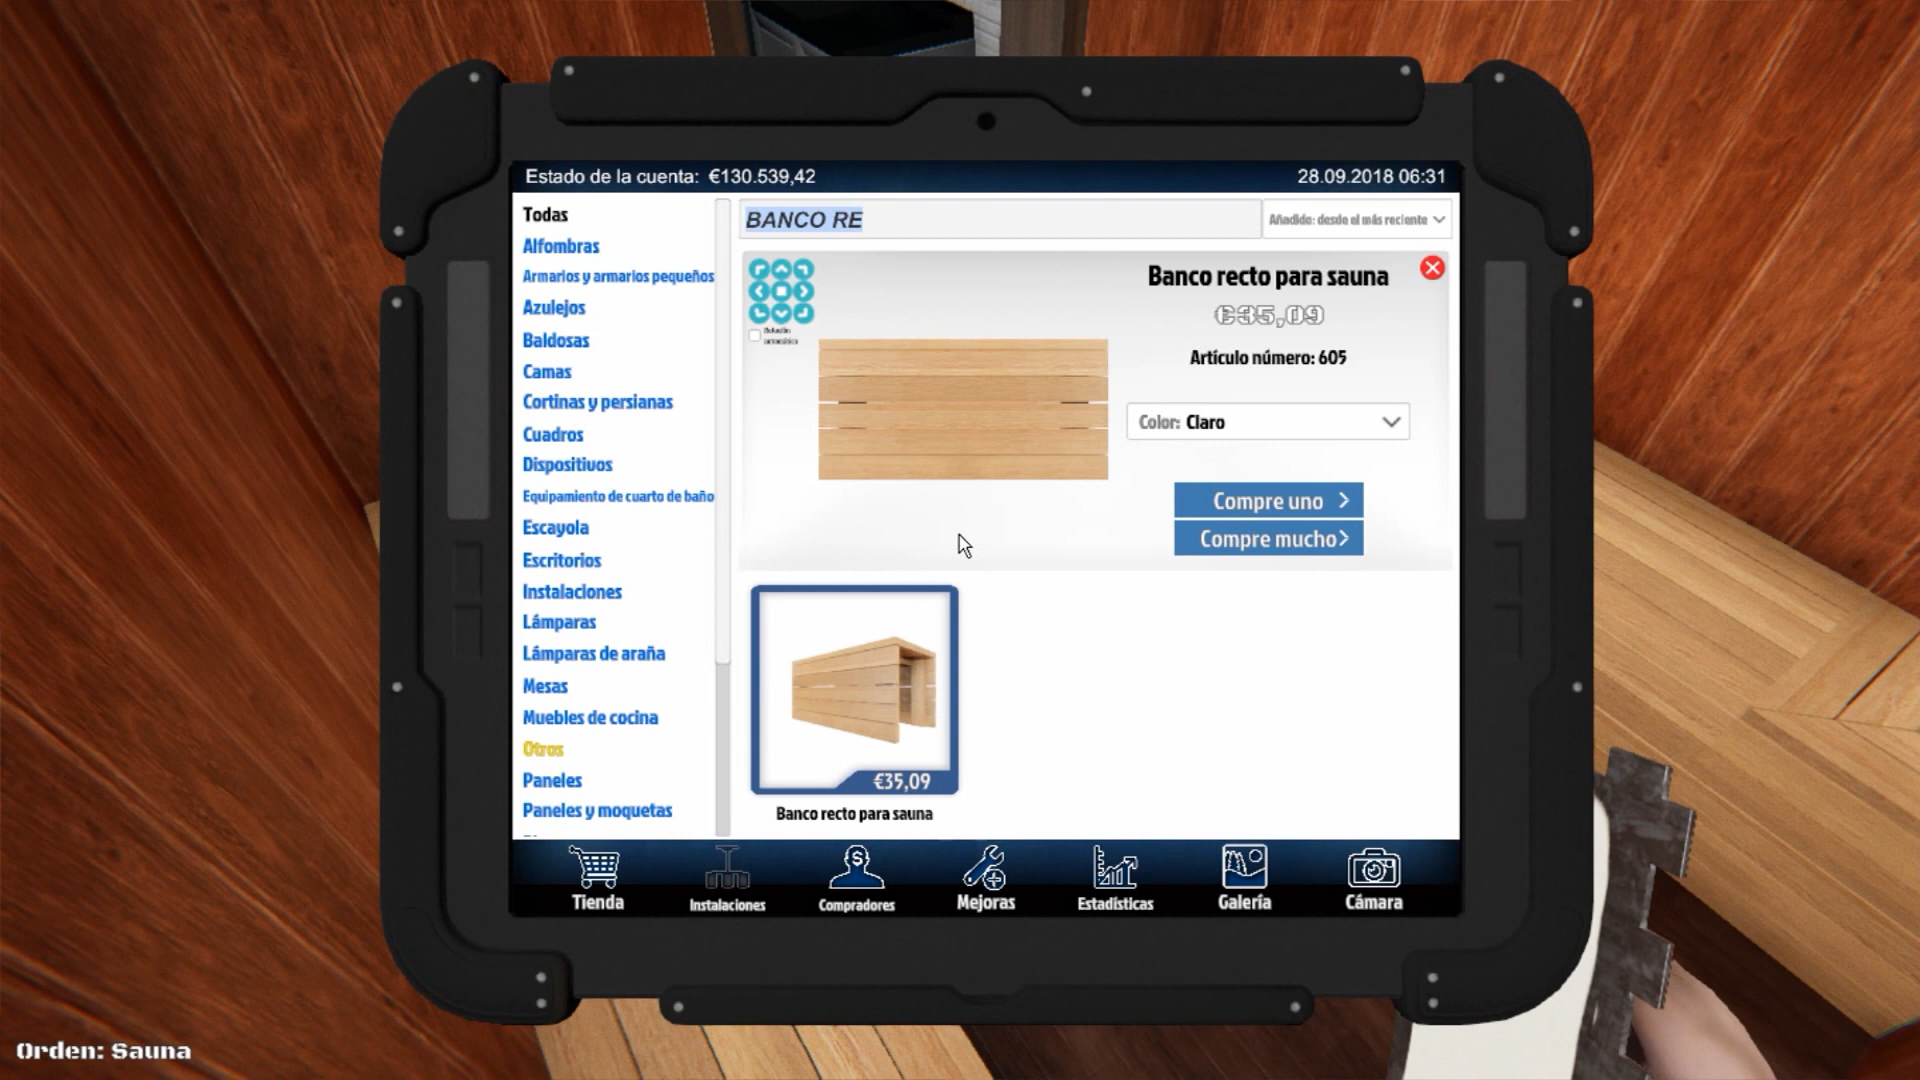 Estado de la cuenta: €130.539,42
28.09.2018 06:31
Todas
Alfombras
Armarios y armarios pequeños
Azulejos
Baldosas
Camas
Cortinas y persianas
Cuadros
Dispositivos
Equipamiento de cuarto de baño
Escayola
Escritorios
Instalaciones
Lámparas
Lámparas de araña
Mesas
Muebles de cocina
Otros
Paneles
Paneles y moquetas
BANCO RE
Añadido: desde el más reciente
Rotación
automática
Banco recto para sauna
€35,09
Artículo número: 605
Color: Claro
Compre uno
Compre mucho
€35,09
Banco recto para sauna
Tienda
Instalaciones
Compradores
Mejoras
Estadísticas
Galería
Cámara
Orden: Sauna